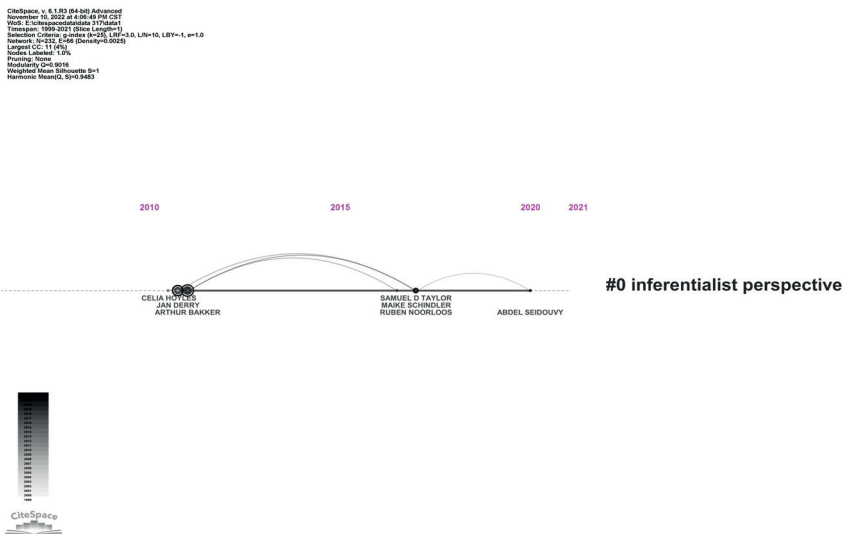 CiteSpace, v. 6.1.R3 (64-bit) Advanced
November 10, 2022 at 4:06:49 PM CST
WoS: E:\citespacedata\data 317\data1
Timespan: 1999-2021 (Slice Length=1)
Selection Criteria: g-index (k=25), LRF=3.0, L/N=10, LBY=-1, e=1.0
Network: N=232, E=66 (Density=0.0025)
Largest CC: 11 (4%)
Nodes Labeled: 1.0%
Pruning: None
Modularity Q=0.9016
Weighted Mean Silhouette S=1
Harmonic Mean(Q, S)=0.9483
2010 2015 2020 2021
#0 inferentialist perspective
CELIA HOYLES SAMUEL D TAYLOR
JAN DERRY MAIKE SCHINDLER
ARTHUR BAKKER RUBEN NOORLOOS ABDEL SEIDOUVY
CiteSpace